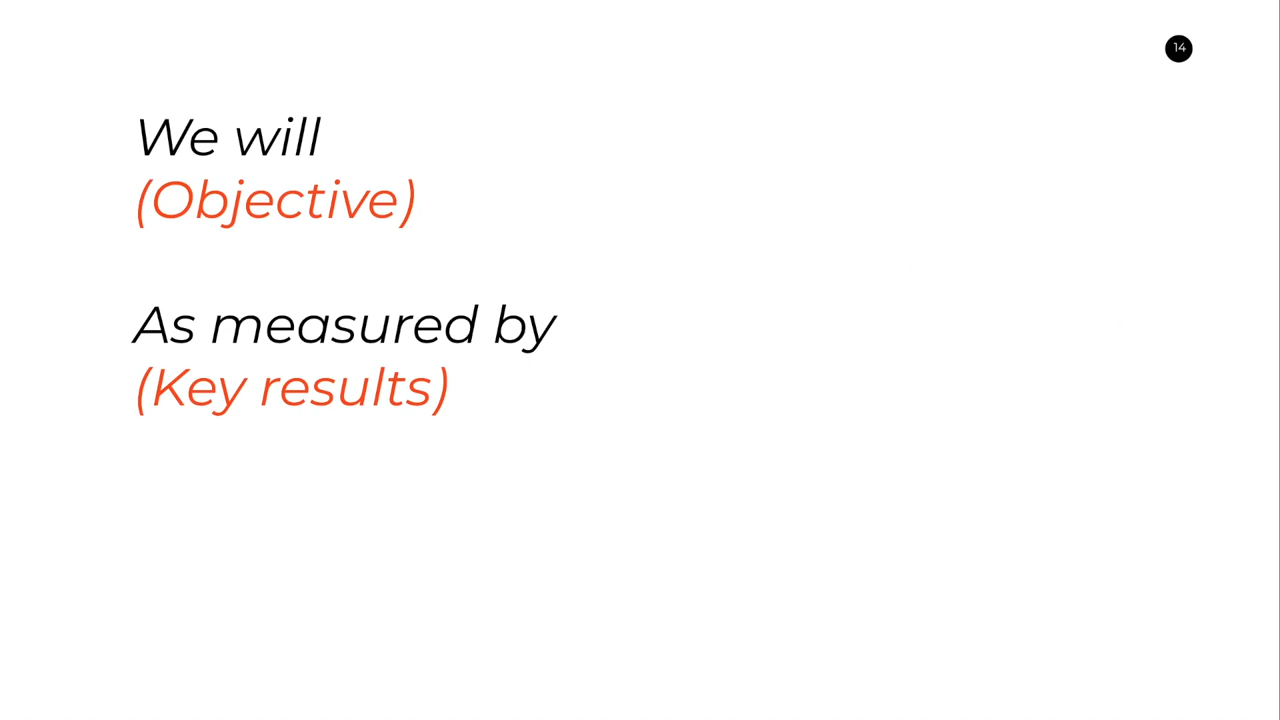 14
We will
(Objective)
As measured by
(Key results)